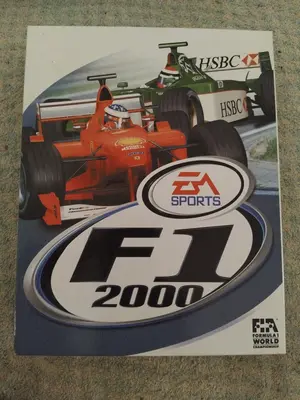 HSBC
HSBC
EA
SPORTS
F1
2000
FIA
FORMULA 1
WORLD
CHAMPIONSHIP